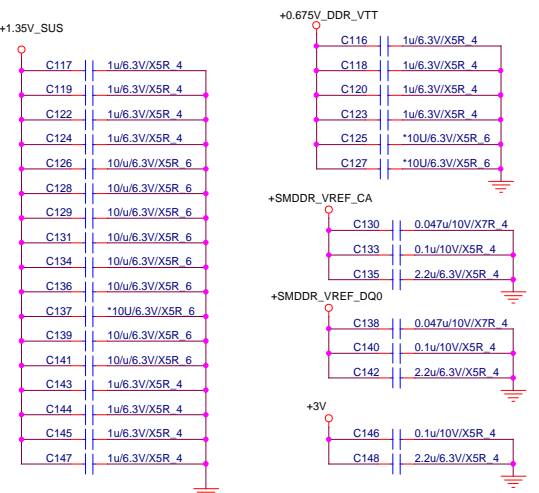 +1.35V_SUS
C117 1u/6.3V/X5R_4
C119 1u/6.3V/X5R_4
C122 1u/6.3V/X5R_4
C124 1u/6.3V/X5R_4
C126 10/u/6.3V/X5R_6
C128 10/u/6.3V/X5R_6
C129 10/u/6.3V/X5R_6
C131 10/u/6.3V/X5R_6
C134 10/u/6.3V/X5R_6
C136 10/u/6.3V/X5R_6
C137 *10U/6.3V/X5R_6
C139 10/u/6.3V/X5R_6
C141 10/u/6.3V/X5R_6
C143 1u/6.3V/X5R_4
C144 1u/6.3V/X5R_4
C145 1u/6.3V/X5R_4
C147 1u/6.3V/X5R_4
+0.675V_DDR_VTT
C116 1u/6.3V/X5R_4
C118 1u/6.3V/X5R_4
C120 1u/6.3V/X5R_4
C123 1u/6.3V/X5R_4
C125 *10U/6.3V/X5R_6
C127 *10U/6.3V/X5R_6
+SMDDR_VREF_CA
C130 0.047u/10V/X7R_4
C133 0.1u/10V/X5R_4
C135 2.2u/6.3V/X5R_4
+SMDDR_VREF_DQ0
C138 0.047u/10V/X7R_4
C140 0.1u/10V/X5R_4
C142 2.2u/6.3V/X5R_4
+3V
C146 0.1u/10V/X5R_4
C148 2.2u/6.3V/X5R_4